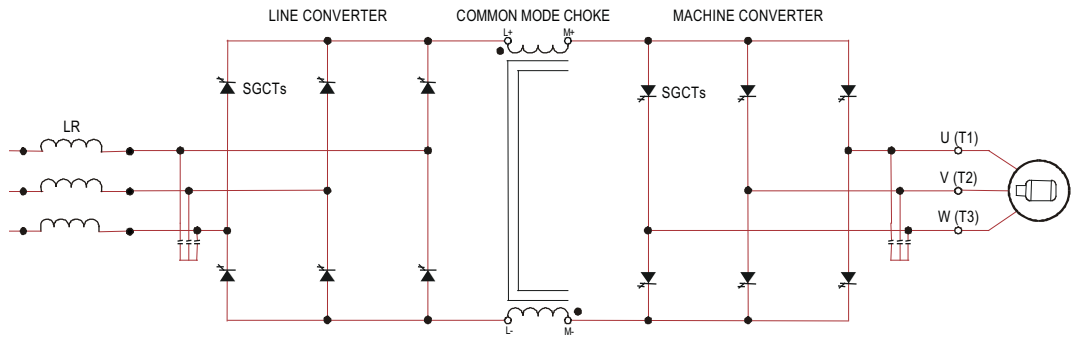 LINE CONVERTER
COMMON MODE CHOKE
MACHINE CONVERTER
L+
M+
SGCTs
SGCTs
LR
U (T1)
V (T2)
W (T3)
L-
M-